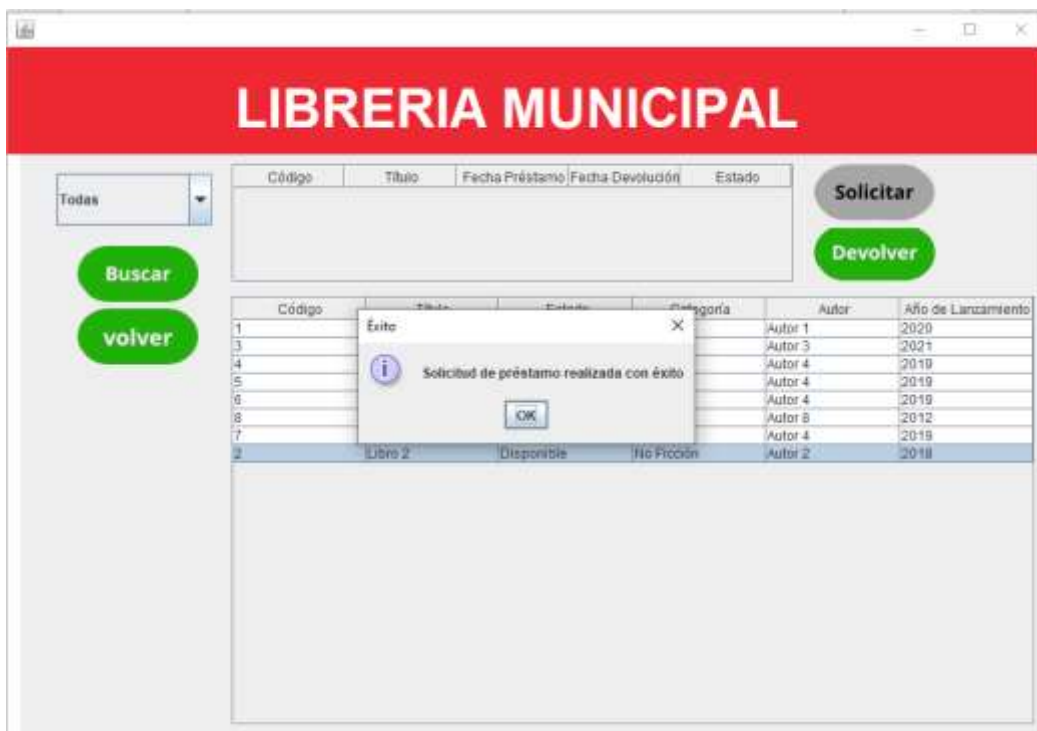 LIBRERIA MUNICIPAL
Todas
Buscar
volver
Código Título Fecha Préstamo Fecha Devolución Estado
Solicitar
Devolver
Código Título Estado Categoría Autor Año de Lanzamiento
1 Autor 1 2020
3 Autor 3 2021
4 Autor 4 2019
5 Autor 4 2019
6 Autor 4 2019
8 Autor 8 2012
7 Autor 4 2019
2 Libro 2 Disponible No Ficción Autor 2 2018
Éxito
Solicitud de préstamo realizada con éxito
OK